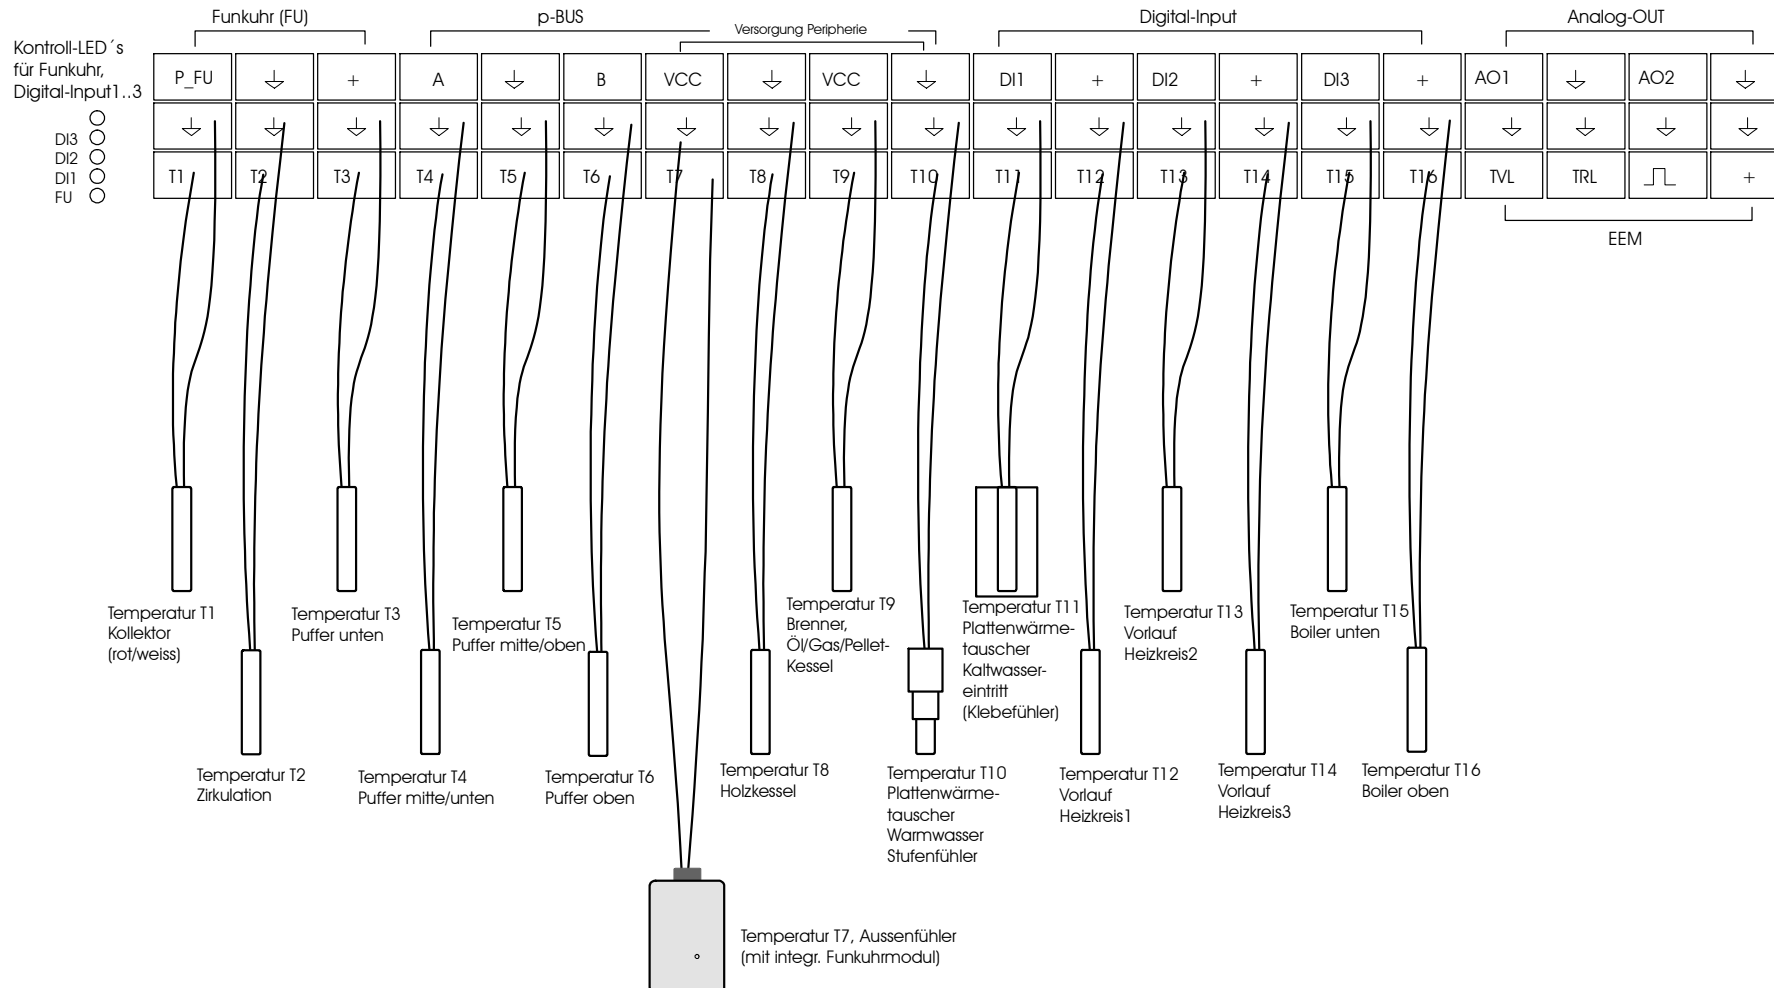 Funkuhr (FU)
p-BUS
Versorgung Peripherie
Digital-Input
Analog-OUT
Kontroll-LED´s
für Funkuhr,
Digital-Input1..3
DI3
DI2
DI1
FU
P_FU + A B VCC VCC DI1 + DI2 + DI3 + AO1 AO2
T1 T2 T3 T4 T5 T6 T7 T8 T9 T10 T11 T12 T13 T14 T15 T16 TVL TRL +
EEM
Temperatur T1
Kollektor
(rot/weiss)
Temperatur T2
Zirkulation
Temperatur T3
Puffer unten
Temperatur T4
Puffer mitte/unten
Temperatur T5
Puffer mitte/oben
Temperatur T6
Puffer oben
Temperatur T7, Aussenfühler
(mit integr. Funkuhrmodul)
Temperatur T8
Holzkessel
Temperatur T9
Brenner,
Öl/Gas/Pellet-
Kessel
Temperatur T10
Plattenwärme-
tauscher
Warmwasser
Stufenfühler
Temperatur T11
Plattenwärme-
tauscher
Kaltwasser-
eintritt
(Klebefühler)
Temperatur T12
Vorlauf
Heizkreis1
Temperatur T13
Vorlauf
Heizkreis2
Temperatur T14
Vorlauf
Heizkreis3
Temperatur T15
Boiler unten
Temperatur T16
Boiler oben